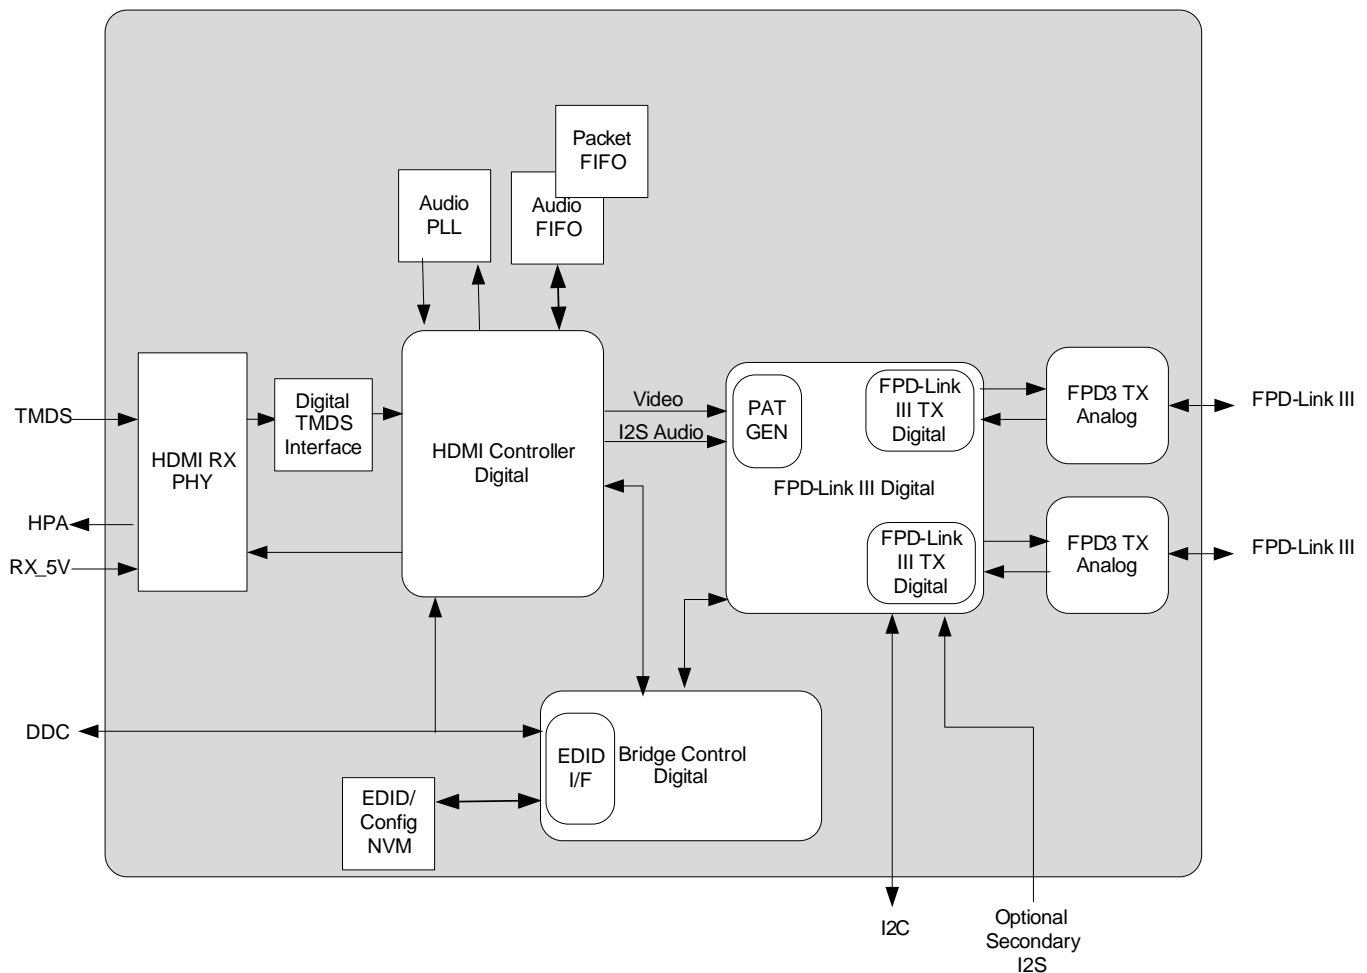 Packet
FIFO
Audio
PLL
Audio
FIFO
TMDS
HPA
RX_5V
HDMI RX
PHY
Digital
TMDS
Interface
HDMI Controller
Digital
Video
I2S Audio
PAT
GEN
FPD-Link
III TX
Digital
FPD-Link III Digital
FPD-Link
III TX
Digital
FPD3 TX
Analog
FPD-Link III
FPD3 TX
Analog
FPD-Link III
DDC
EDID
I/F
Bridge Control
Digital
EDID/
Config
NVM
I2C
Optional
Secondary
I2S